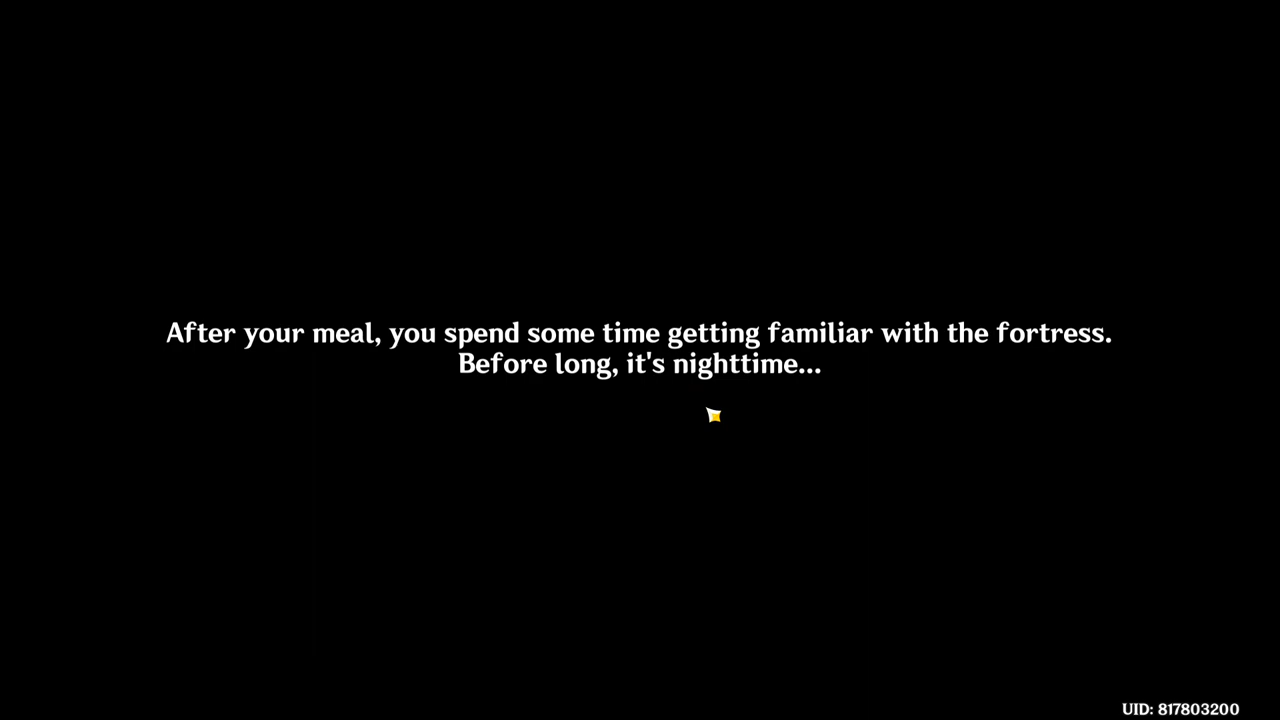 After your meal, you spend some time getting familiar with the fortress.
Before long, it's nighttime...
UID: 817803200